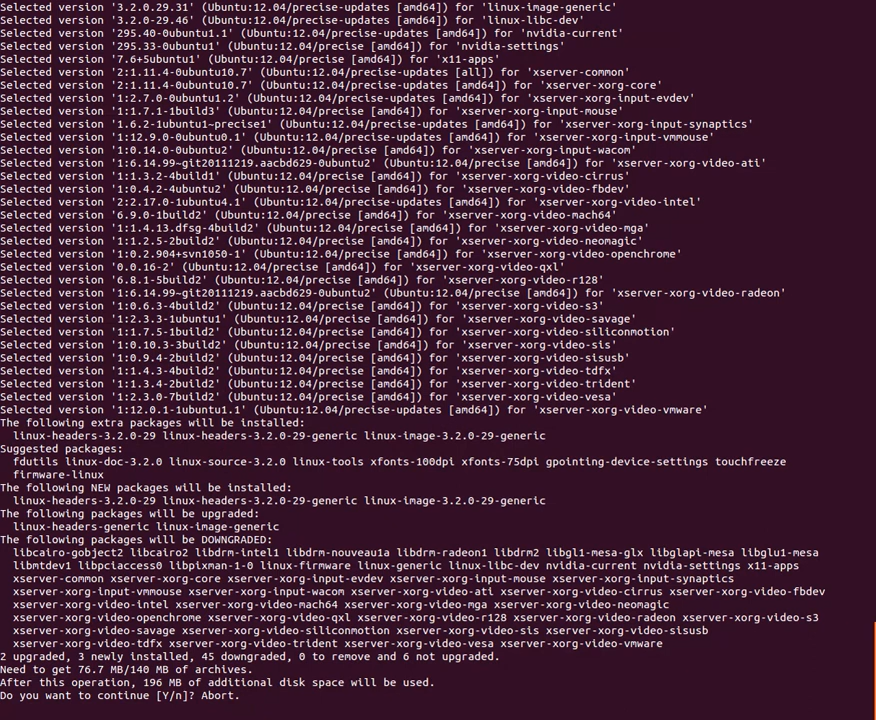 Selected version '3.2.0.29.31' (Ubuntu:12.04/precise-updates [amd64]) for 'linux-image-generic'
Selected version '3.2.0-29.46' (Ubuntu:12.04/precise-updates [amd64]) for 'linux-libc-dev'
Selected version '295.40-0ubuntu1.1' (Ubuntu:12.04/precise-updates [amd64]) for 'nvidia-current'
Selected version '295.33-0ubuntu1' (Ubuntu:12.04/precise [amd64]) for 'nvidia-settings'
Selected version '7.6+5ubuntu1' (Ubuntu:12.04/precise [amd64]) for 'x11-apps'
Selected version '2:1.11.4-0ubuntu10.7' (Ubuntu:12.04/precise-updates [all]) for 'xserver-common'
Selected version '2:1.11.4-0ubuntu10.7' (Ubuntu:12.04/precise-updates [amd64]) for 'xserver-xorg-core'
Selected version '1:2.7.0-0ubuntu1.2' (Ubuntu:12.04/precise-updates [amd64]) for 'xserver-xorg-input-evdev'
Selected version '1:1.7.1-1build3' (Ubuntu:12.04/precise [amd64]) for 'xserver-xorg-input-mouse'
Selected version '1.6.2-1ubuntu1~precise1' (Ubuntu:12.04/precise-updates [amd64]) for 'xserver-xorg-input-synaptics'
Selected version '1:12.9.0-0ubuntu0.1' (Ubuntu:12.04/precise-updates [amd64]) for 'xserver-xorg-input-vmmouse'
Selected version '1:0.14.0-0ubuntu2' (Ubuntu:12.04/precise [amd64]) for 'xserver-xorg-input-wacom'
Selected version '1:6.14.99~git20111219.aacbd629-0ubuntu2' (Ubuntu:12.04/precise [amd64]) for 'xserver-xorg-video-ati'
Selected version '1:1.3.2-4build1' (Ubuntu:12.04/precise [amd64]) for 'xserver-xorg-video-cirrus'
Selected version '1:0.4.2-4ubuntu2' (Ubuntu:12.04/precise [amd64]) for 'xserver-xorg-video-fbdev'
Selected version '2:2.17.0-1ubuntu4.1' (Ubuntu:12.04/precise-updates [amd64]) for 'xserver-xorg-video-intel'
Selected version '6.9.0-1build2' (Ubuntu:12.04/precise [amd64]) for 'xserver-xorg-video-mach64'
Selected version '1:1.4.13.dfsg-4build2' (Ubuntu:12.04/precise [amd64]) for 'xserver-xorg-video-mga'
Selected version '1:1.2.5-2build2' (Ubuntu:12.04/precise [amd64]) for 'xserver-xorg-video-neomagic'
Selected version '1:0.2.904+svn1050-1' (Ubuntu:12.04/precise [amd64]) for 'xserver-xorg-video-openchrome'
Selected version '0.0.16-2' (Ubuntu:12.04/precise [amd64]) for 'xserver-xorg-video-qxl'
Selected version '6.8.1-5build2' (Ubuntu:12.04/precise [amd64]) for 'xserver-xorg-video-r128'
Selected version '1:6.14.99~git20111219.aacbd629-0ubuntu2' (Ubuntu:12.04/precise [amd64]) for 'xserver-xorg-video-radeon'
Selected version '1:0.6.3-4build2' (Ubuntu:12.04/precise [amd64]) for 'xserver-xorg-video-s3'
Selected version '1:2.3.3-1ubuntu1' (Ubuntu:12.04/precise [amd64]) for 'xserver-xorg-video-savage'
Selected version '1:1.7.5-1build2' (Ubuntu:12.04/precise [amd64]) for 'xserver-xorg-video-siliconmotion'
Selected version '1:0.10.3-3build2' (Ubuntu:12.04/precise [amd64]) for 'xserver-xorg-video-sis'
Selected version '1:0.9.4-2build2' (Ubuntu:12.04/precise [amd64]) for 'xserver-xorg-video-sisusb'
Selected version '1:1.4.3-4build2' (Ubuntu:12.04/precise [amd64]) for 'xserver-xorg-video-tdfx'
Selected version '1:1.3.4-2build2' (Ubuntu:12.04/precise [amd64]) for 'xserver-xorg-video-trident'
Selected version '1:2.3.0-7build2' (Ubuntu:12.04/precise [amd64]) for 'xserver-xorg-video-vesa'
Selected version '1:12.0.1-1ubuntu1.1' (Ubuntu:12.04/precise-updates [amd64]) for 'xserver-xorg-video-vmware'
The following extra packages will be installed:
linux-headers-3.2.0-29 linux-headers-3.2.0-29-generic linux-image-3.2.0-29-generic
Suggested packages:
fdutils linux-doc-3.2.0 linux-source-3.2.0 linux-tools xfonts-100dpi xfonts-75dpi gpointing-device-settings touchfreeze
firmware-linux
The following NEW packages will be installed:
linux-headers-3.2.0-29 linux-headers-3.2.0-29-generic linux-image-3.2.0-29-generic
The following packages will be upgraded:
linux-headers-generic linux-image-generic
The following packages will be DOWNGRADED:
libcairo-gobject2 libcairo2 libdrm-intel1 libdrm-nouveau1a libdrm-radeon1 libdrm2 libgl1-mesa-glx libglapi-mesa libglu1-mesa
libmtdev1 libpciaccess0 libpixman-1-0 linux-firmware linux-generic linux-libc-dev nvidia-current nvidia-settings x11-apps
xserver-common xserver-xorg-core xserver-xorg-input-evdev xserver-xorg-input-mouse xserver-xorg-input-synaptics
xserver-xorg-input-vmmouse xserver-xorg-input-wacom xserver-xorg-video-ati xserver-xorg-video-cirrus xserver-xorg-video-fbdev
xserver-xorg-video-intel xserver-xorg-video-mach64 xserver-xorg-video-mga xserver-xorg-video-neomagic
xserver-xorg-video-openchrome xserver-xorg-video-qxl xserver-xorg-video-r128 xserver-xorg-video-radeon xserver-xorg-video-s3
xserver-xorg-video-savage xserver-xorg-video-siliconmotion xserver-xorg-video-sis xserver-xorg-video-sisusb
xserver-xorg-video-tdfx xserver-xorg-video-trident xserver-xorg-video-vesa xserver-xorg-video-vmware
2 upgraded, 3 newly installed, 45 downgraded, 0 to remove and 6 not upgraded.
Need to get 76.7 MB/140 MB of archives.
After this operation, 196 MB of additional disk space will be used.
Do you want to continue [Y/n]? Abort.